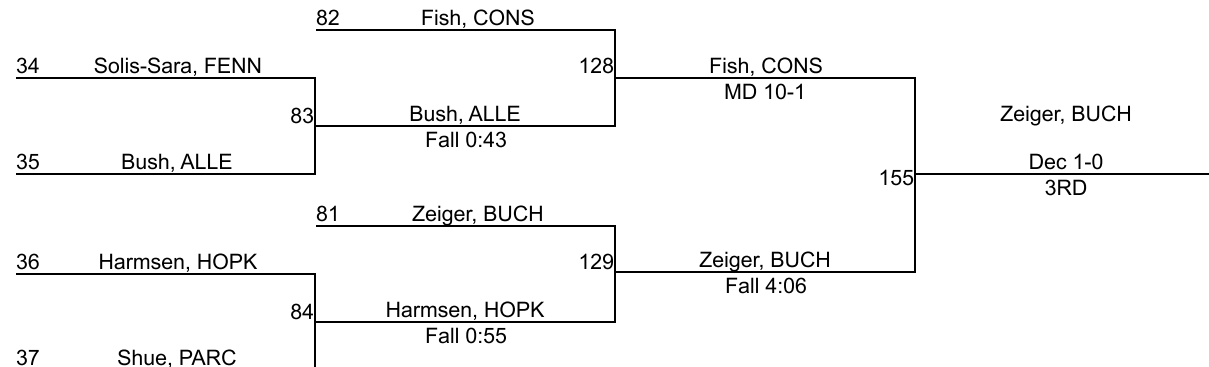 82 Fish, CONS
34 Solis-Sara, FENN
128 Fish, CONS
MD 10-1
83 Bush, ALLE
Fall 0:43
Zeiger, BUCH
35 Bush, ALLE
Dec 1-0
155
3RD
81 Zeiger, BUCH
36 Harmsen, HOPK
129 Zeiger, BUCH
Fall 4:06
84 Harmsen, HOPK
Fall 0:55
37 Shue, PARC